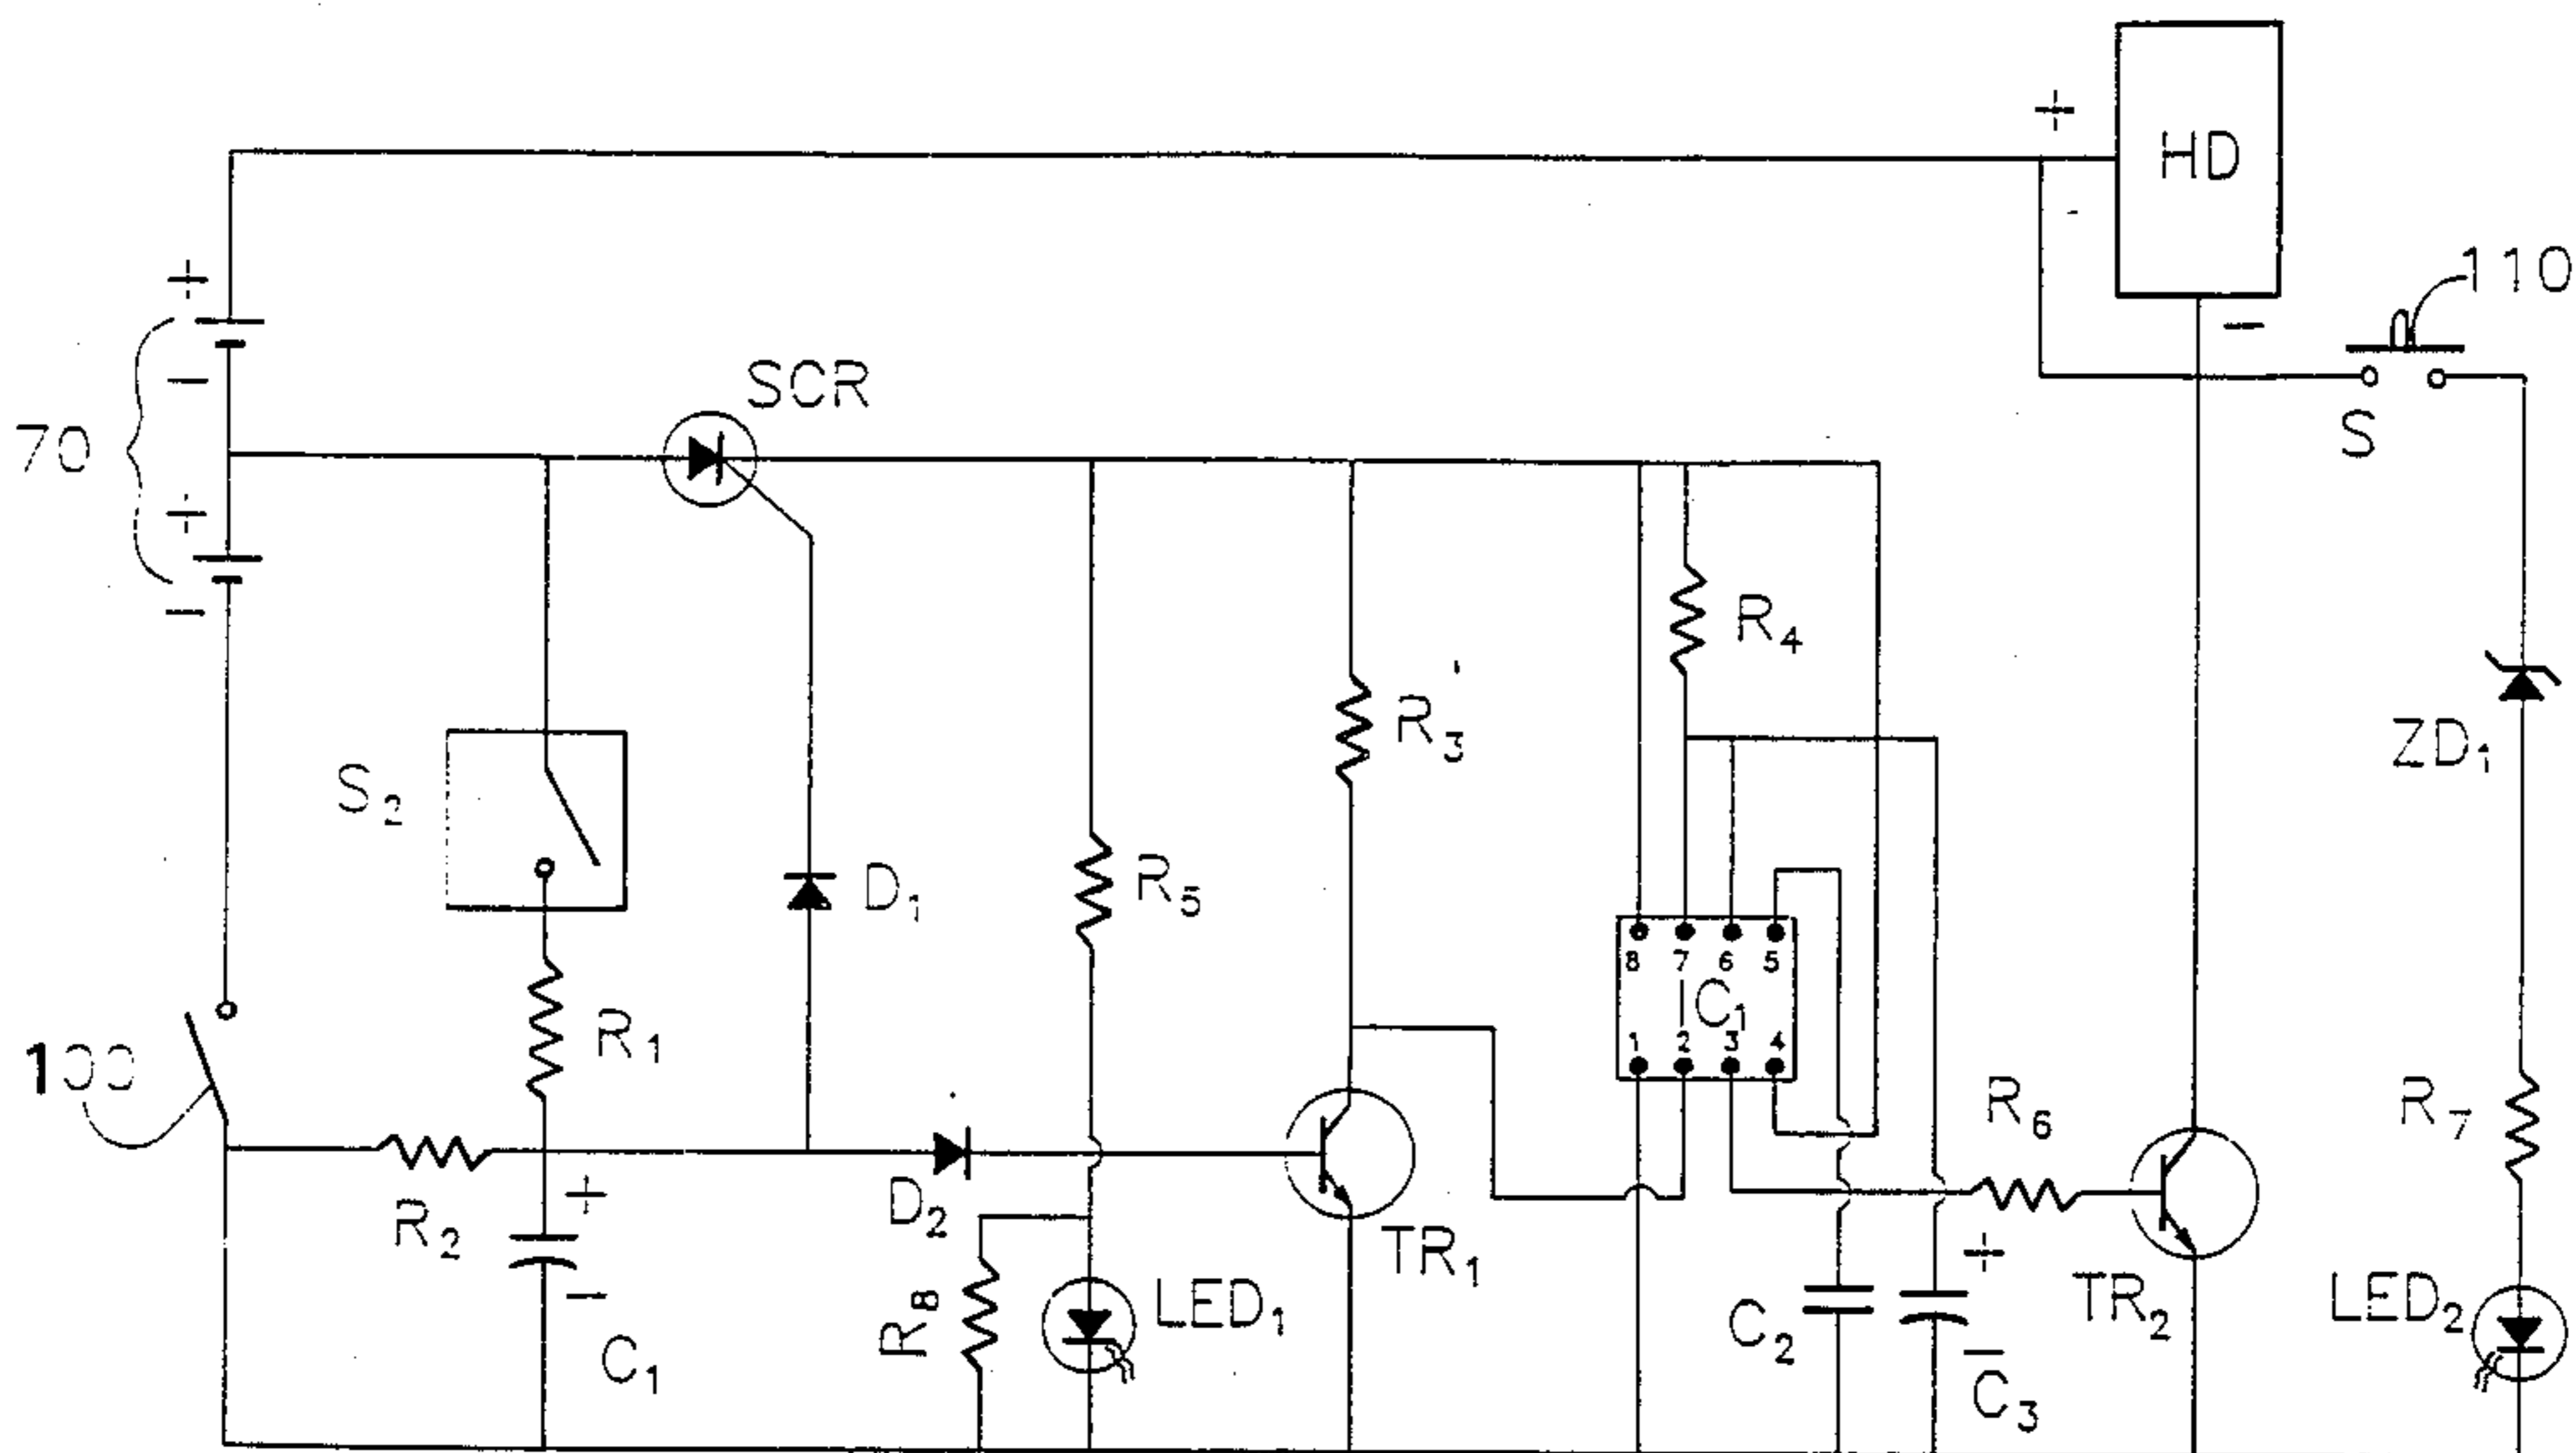 HD
+
−
110
S
+
−
70
+
−
SCR
R4
R3
ZD1
S2
D1
R5
8 7 6 5
IC1
1 2 3 4
R1
100
R6
R7
R2
+
−
C1
D2
R8
LED1
TR1
C2
+
−
C3
TR2
LED2